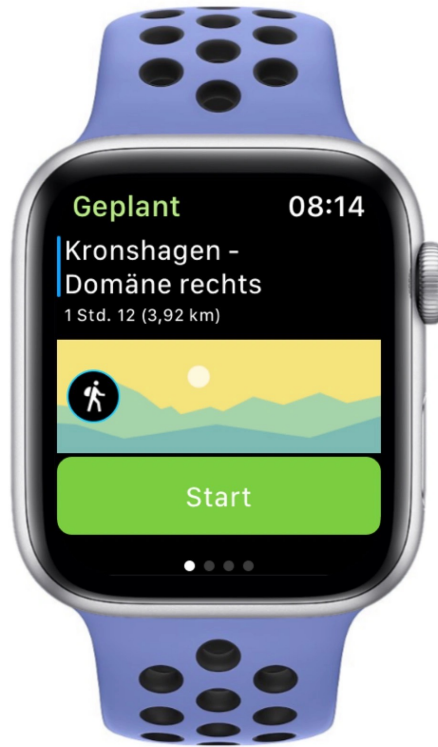 Geplant 08:14
Kronshagen -
Domäne rechts
1 Std. 12 (3,92 km)
Start